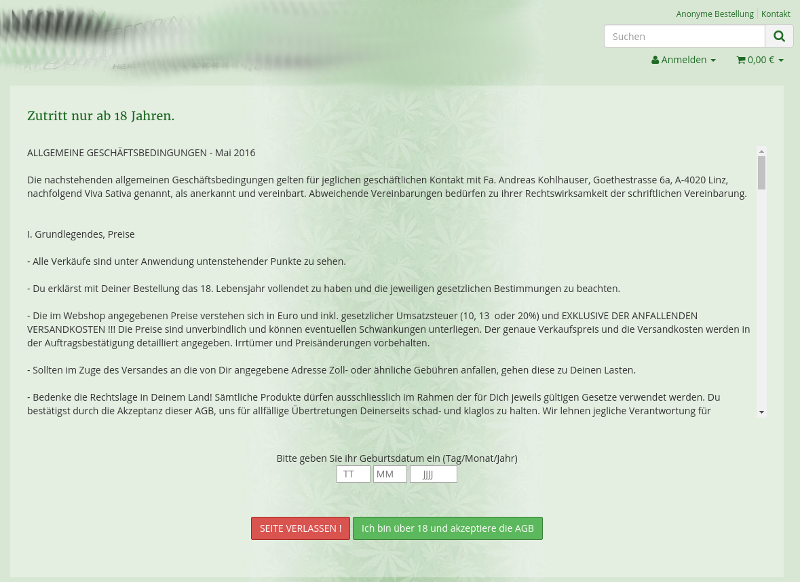 Anonyme Bestellung | Kontakt
Suchen
Anmelden
0,00 €
Zutritt nur ab 18 Jahren.
ALLGEMEINE GESCHÄFTSBEDINGUNGEN - Mai 2016
Die nachstehenden allgemeinen Geschäftsbedingungen gelten für jeglichen geschäftlichen Kontakt mit Fa. Andreas Kohlhauser, Goethestrasse 6a, A-4020 Linz,
nachfolgend Viva Sativa genannt, als anerkannt und vereinbart. Abweichende Vereinbarungen bedürfen zu ihrer Rechtswirksamkeit der schriftlichen Vereinbarung.
I. Grundlegendes, Preise
- Alle Verkäufe sind unter Anwendung untenstehender Punkte zu sehen.
- Du erklärst mit Deiner Bestellung das 18. Lebensjahr vollendet zu haben und die jeweiligen gesetzlichen Bestimmungen zu beachten.
- Die im Webshop angegebenen Preise verstehen sich in Euro und inkl. gesetzlicher Umsatzsteuer (10, 13 oder 20%) und EXKLUSIVE DER ANFALLENDEN
VERSANDKOSTEN !!! Die Preise sind unverbindlich und können eventuellen Schwankungen unterliegen. Der genaue Verkaufspreis und die Versandkosten werden in
der Auftragsbestätigung detailliert angegeben. Irrtümer und Preisänderungen vorbehalten.
- Sollten im Zuge des Versandes an die von Dir angegebene Adresse Zoll- oder ähnliche Gebühren anfallen, gehen diese zu Deinen Lasten.
- Bedenke die Rechtslage in Deinem Land! Sämtliche Produkte dürfen ausschliesslich im Rahmen der für Dich jeweils gültigen Gesetze verwendet werden. Du
bestätigst durch die Akzeptanz dieser AGB, uns für allfällige Übertretungen Deinerseits schad- und klaglos zu halten. Wir lehnen jegliche Verantwortung für
Bitte geben Sie ihr Geburtsdatum ein (Tag/Monat/Jahr)
TT MM JJJJ
SEITE VERLASSEN ! Ich bin über 18 und akzeptiere die AGB